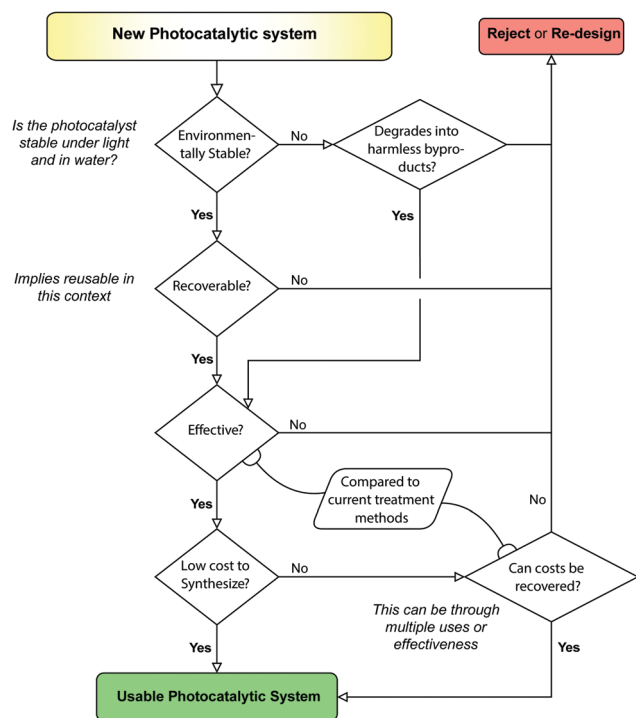 New Photocatalytic system
Reject or Re-design
Is the photocatalyst
stable under light
and in water?
Environmen-
tally Stable?
No
Degrades into
harmless bypro-
ducts?
Yes
Yes
Implies reusable in
this context
Recoverable?
No
Yes
Effective?
No
Compared to
current treatment
methods
Yes
No
Low cost to
Synthesize?
No
Can costs be
recovered?
This can be through
multiple uses or
effectiveness
Yes
Yes
Usable Photocatalytic System